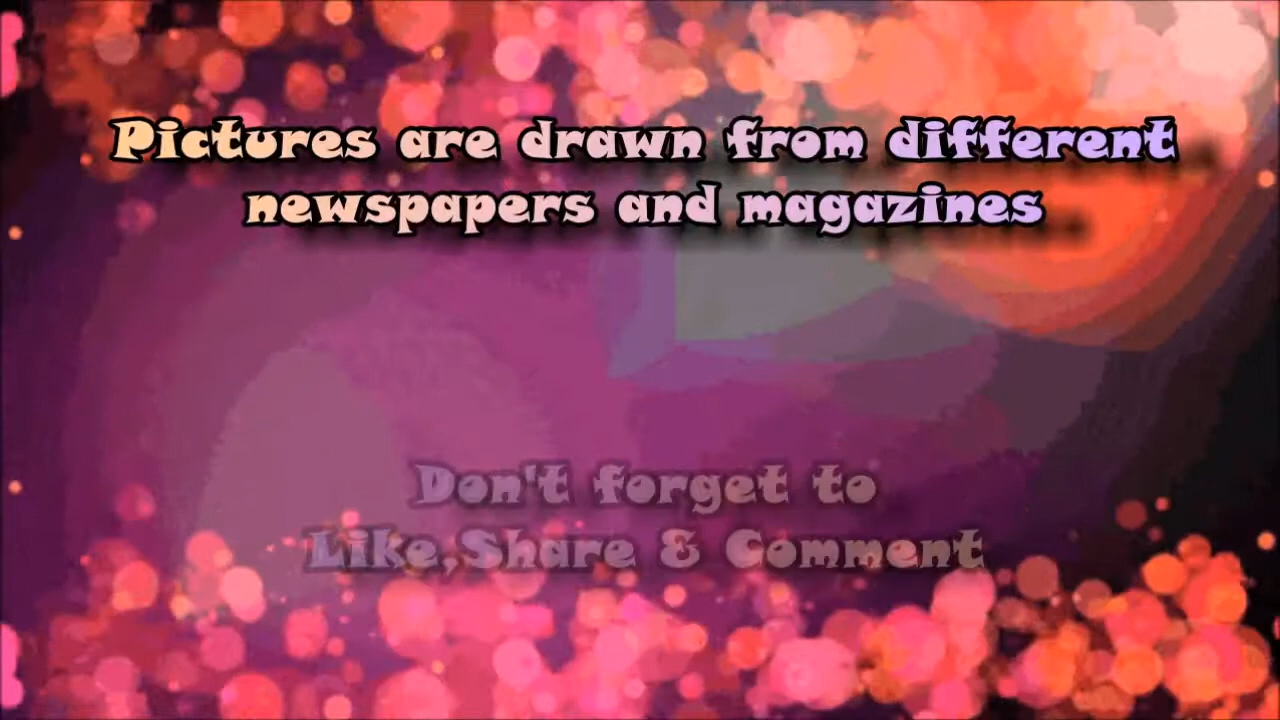 Pictures are drawn from different
newspapers and magazines
Don't forget to
Like,Share & Comment